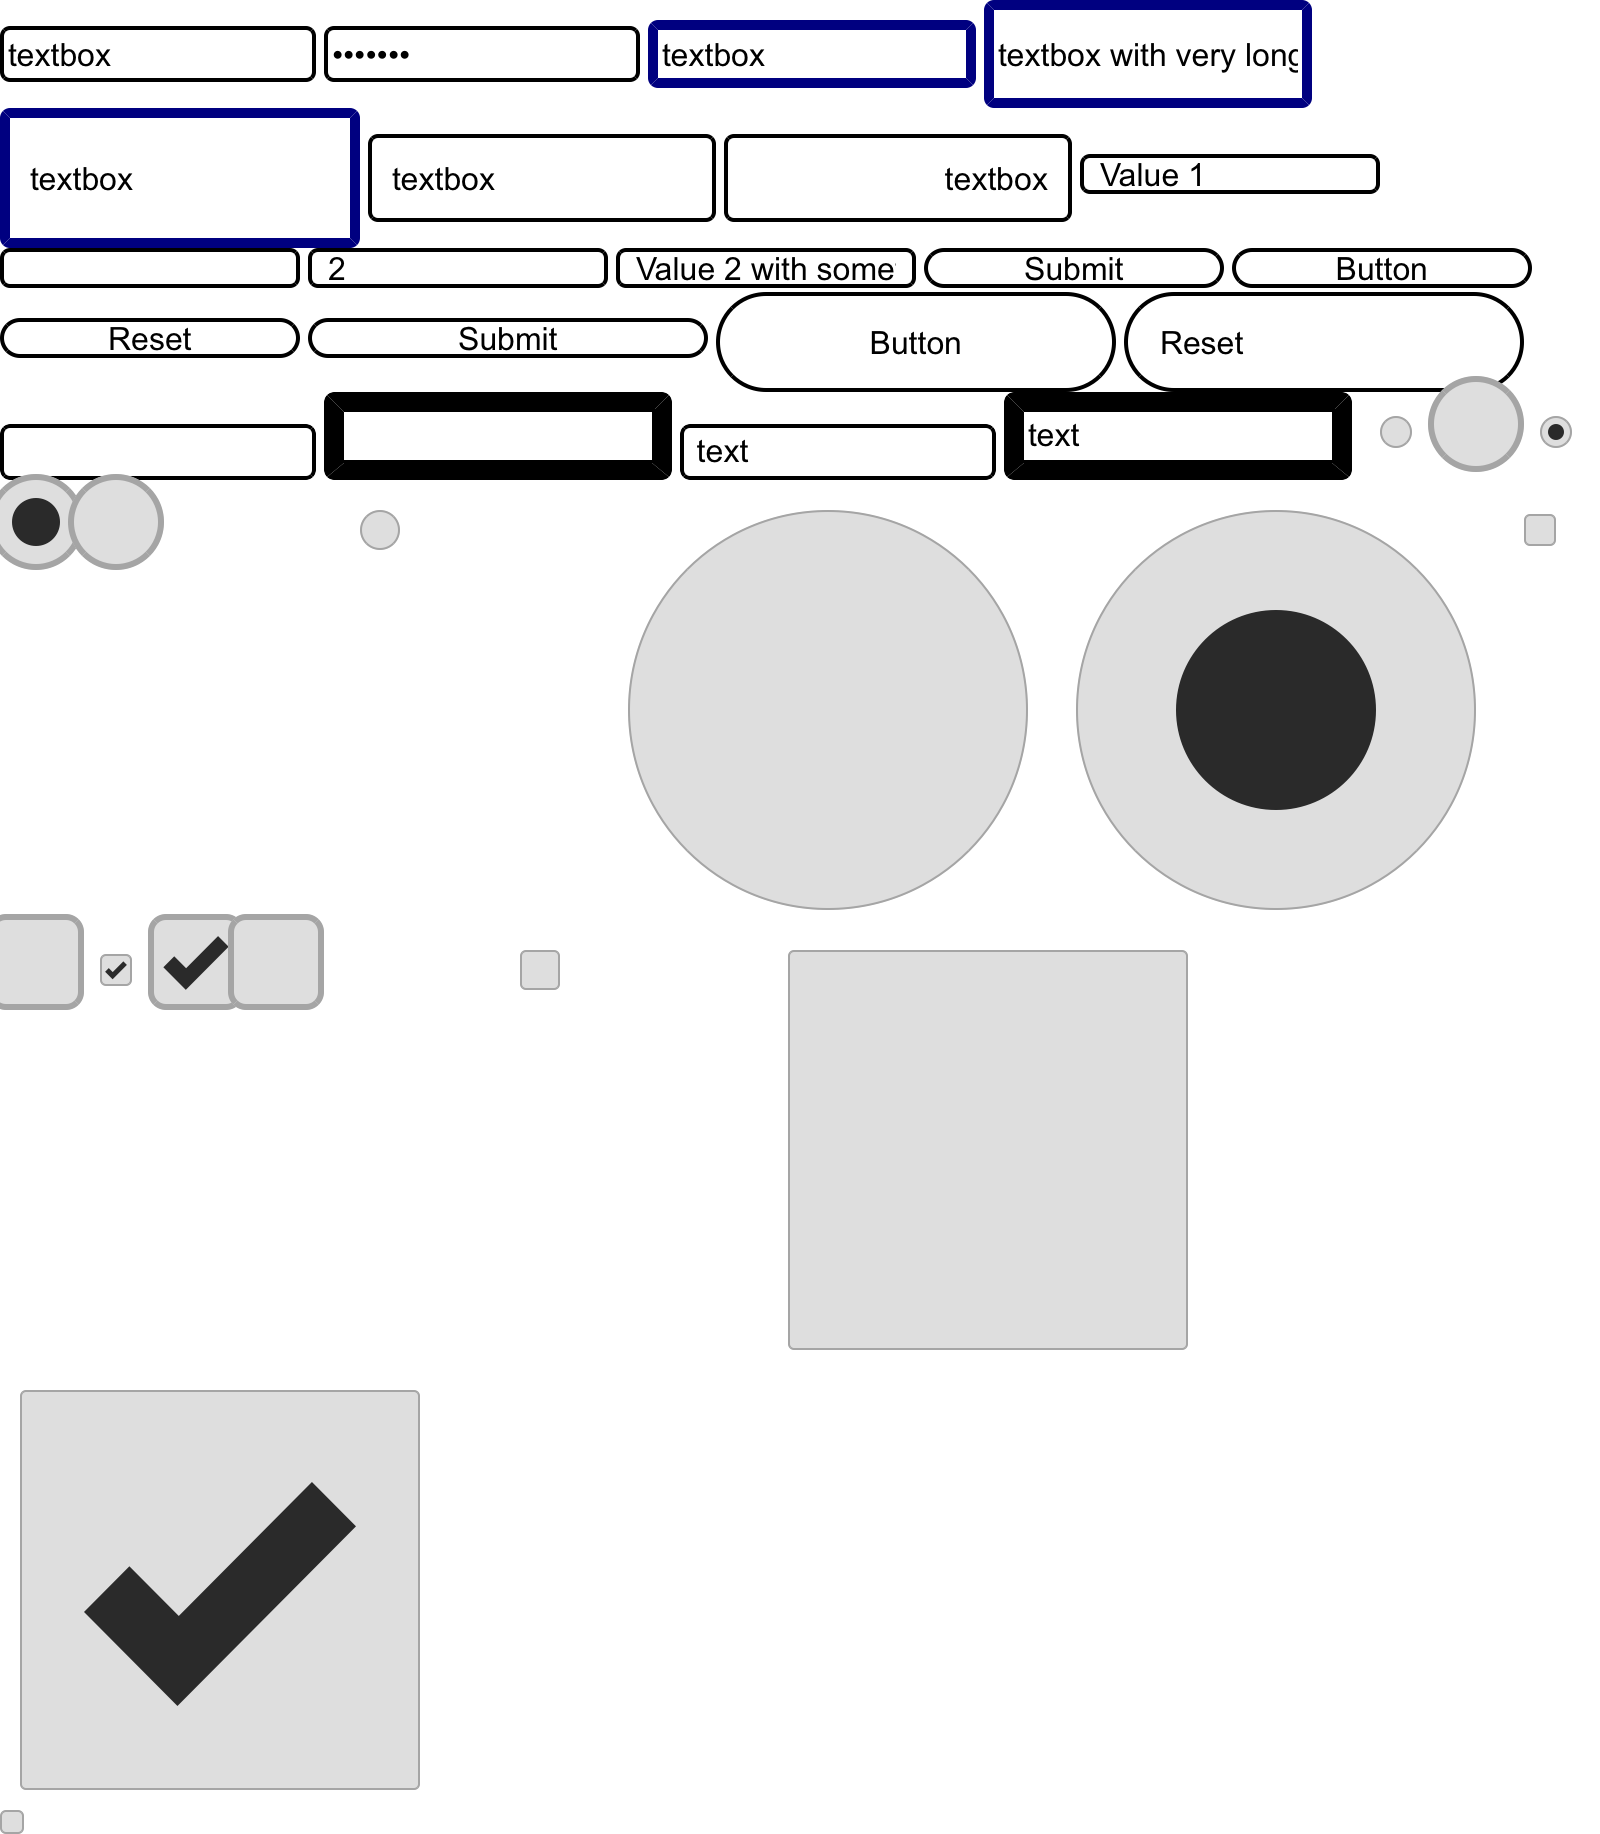 textbox ••••••• textbox textbox with very long
textbox textbox textbox Value 1
2 Value 2 with some Submit Button
Reset Submit Button Reset
text text